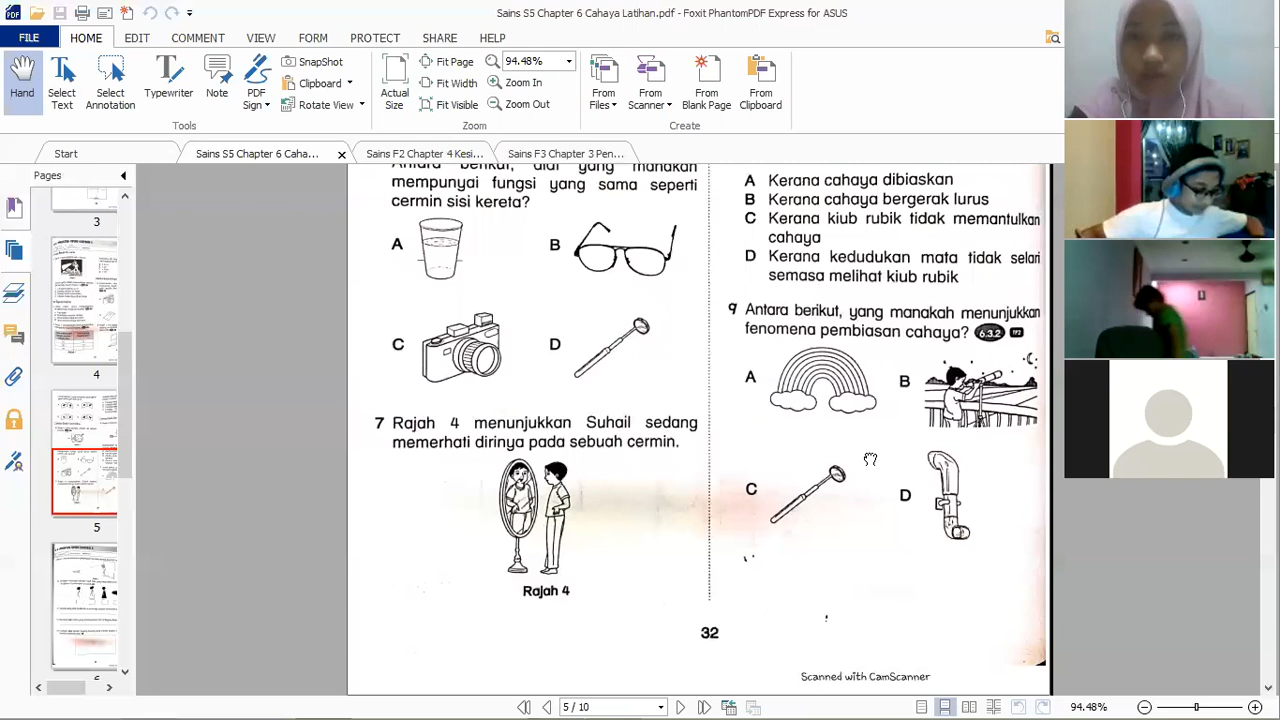 Sains S5 Chapter 6 Cahaya Latihan.pdf - Foxit PhantomPDF Express for ASUS
FILE
HOME
EDIT
COMMENT
VIEW
FORM
PROTECT
SHARE
HELP
Hand
Select Text
Select Annotation
Typewriter
Note
PDF Sign
SnapShot
Clipboard
Rotate View
Tools
Actual Size
Fit Page
Fit Width
Fit Visible
94.48%
Zoom In
Zoom Out
Zoom
From Files
From Scanner
From Blank Page
From Clipboard
Create
Start
Sains S5 Chapter 6 Caha...
Sains F2 Chapter 4 Kesi...
Sains F3 Chapter 3 Pen...
Pages
3
4
5
Antara berikut, alat yang manakah
mempunyai fungsi yang sama seperti
cermin sisi kereta?
A
B
C
D
7 Rajah 4 menunjukkan Suhail sedang
memerhati dirinya pada sebuah cermin.
Rajah 4
A Kerana cahaya dibiaskan
B Kerana cahaya bergerak lurus
C Kerana kiub rubik tidak memantulkan
cahaya
D Kerana kedudukan mata tidak selari
semasa melihat kiub rubik
9 Antara berikut, yang manakah menunjukkan
fenomena pembiasan cahaya? 6.3.2 TP2
A
B
C
D
32
Scanned with CamScanner
5 / 10
94.48%